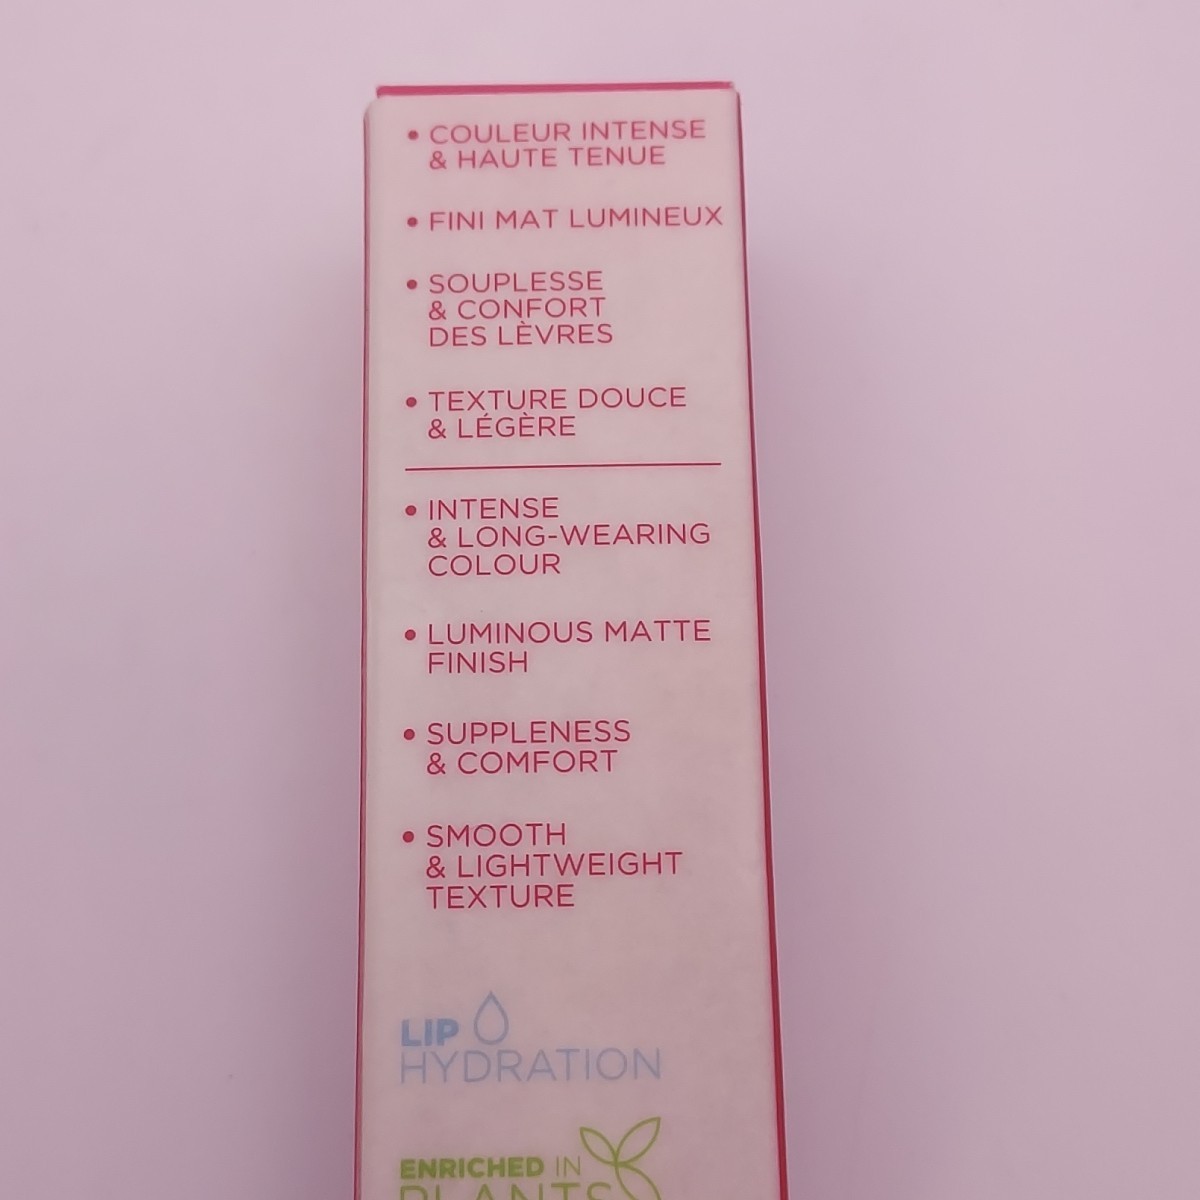 • COULEUR INTENSE
& HAUTE TENUE
• FINI MAT LUMINEUX
• SOUPLESSE
& CONFORT
DES LÈVRES
• TEXTURE DOUCE
& LÉGÈRE
• INTENSE
& LONG-WEARING
COLOUR
• LUMINOUS MATTE
FINISH
• SUPPLENESS
& COMFORT
• SMOOTH
& LIGHTWEIGHT
TEXTURE
LIP
HYDRATION
ENRICHED IN
PLANTS